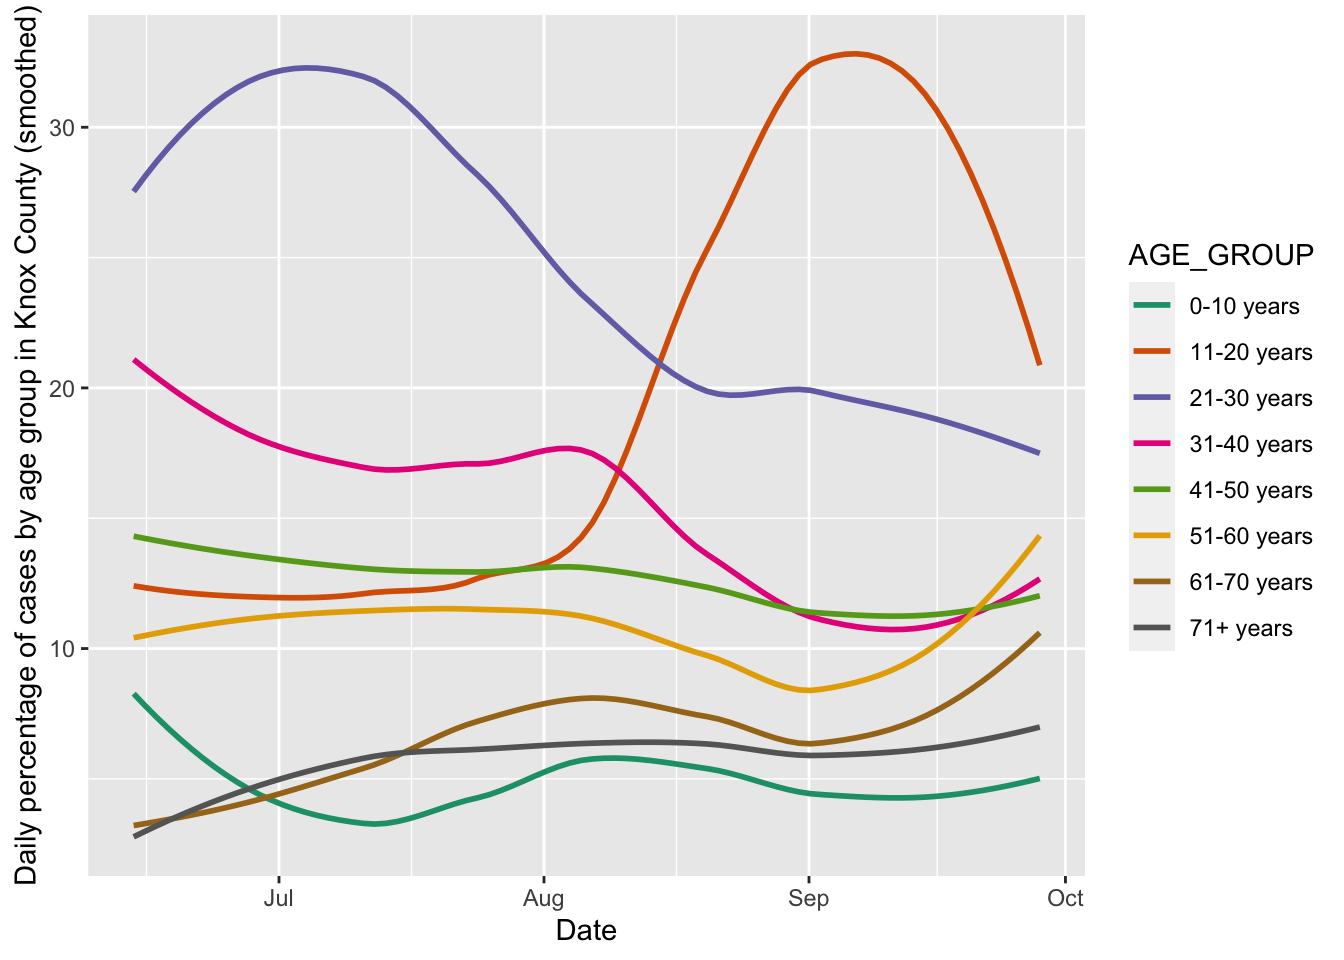 Daily percentage of cases by age group in Knox County (smoothed)
30
20
10
Jul
Aug
Sep
Oct
Date
AGE_GROUP
0-10 years
11-20 years
21-30 years
31-40 years
41-50 years
51-60 years
61-70 years
71+ years